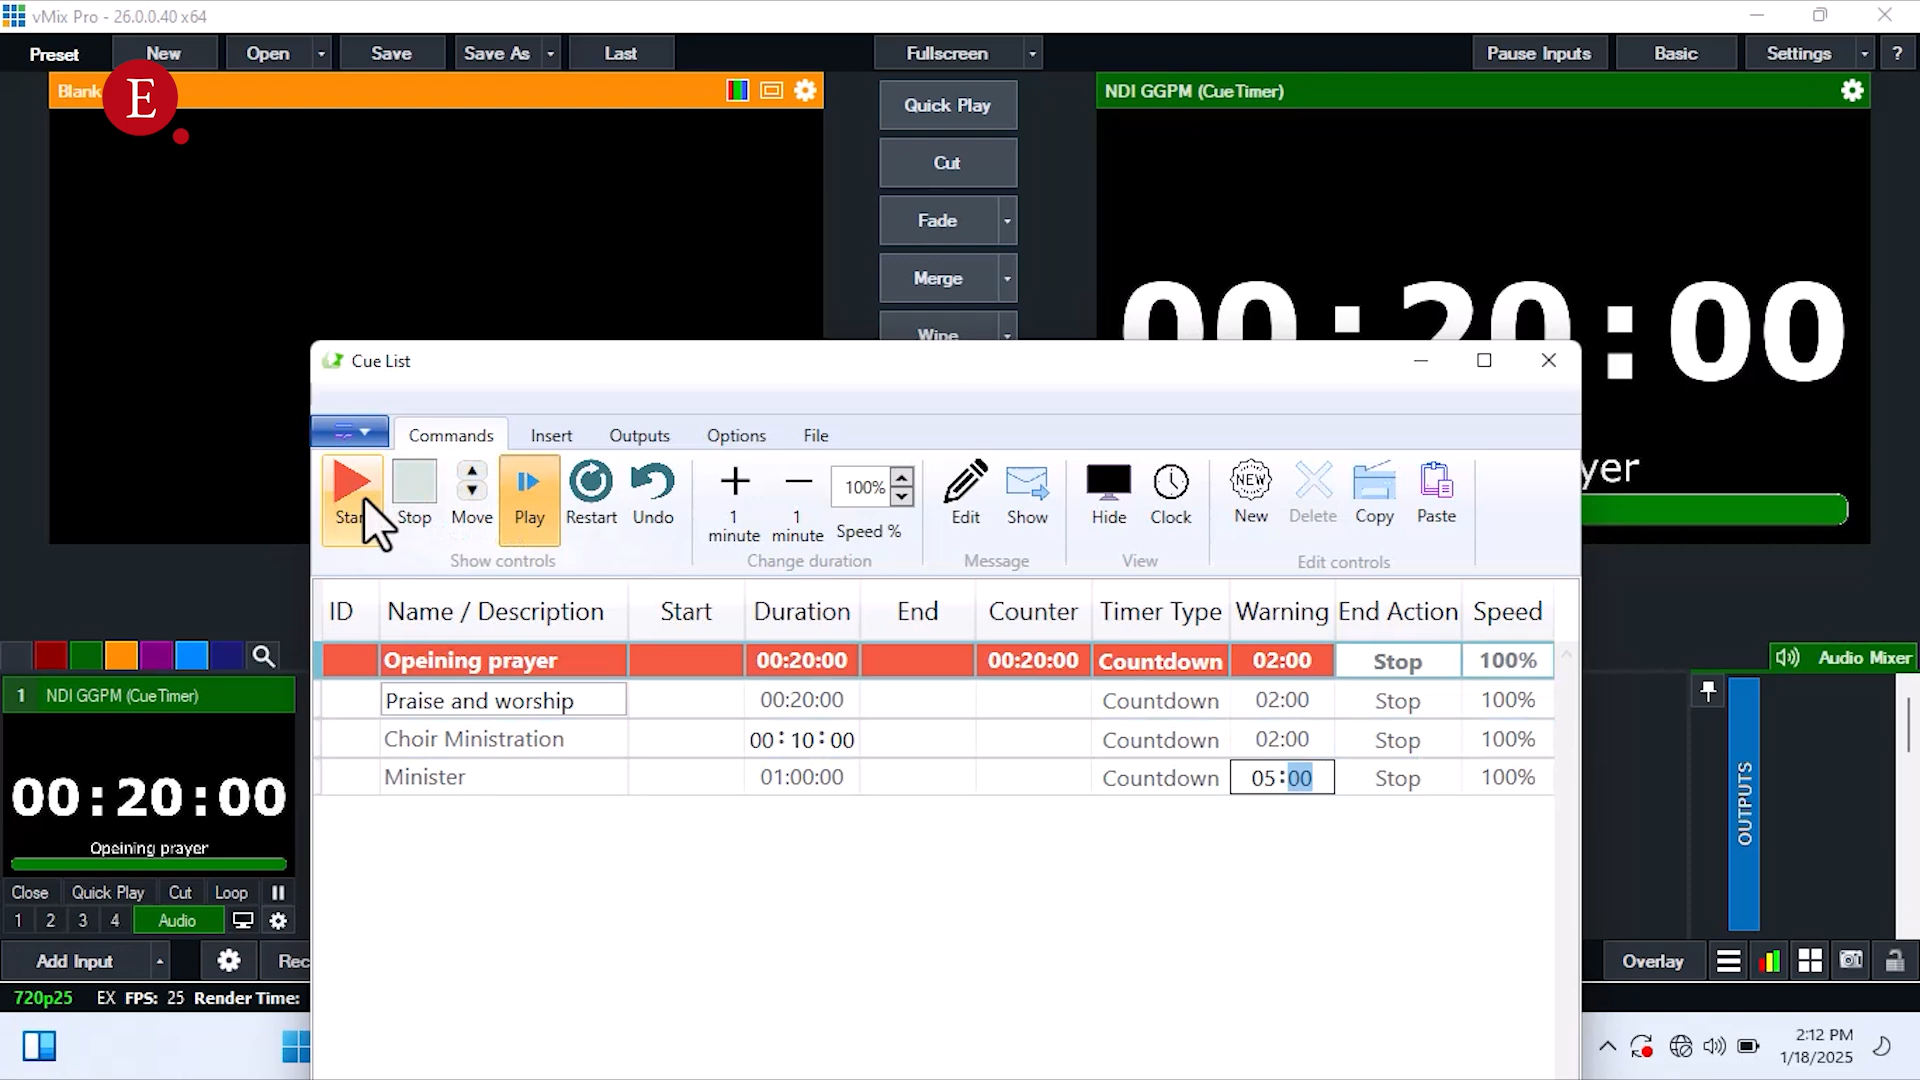 vMix Pro - 26.0.0.40 x64
Preset New Open Save Save As Last Fullscreen Pause Inputs Basic Settings ?
Blank
E
NDI GGPM (CueTimer)
Quick Play
Cut
Fade
Merge
Wipe
00:20:00
yer
Cue List
Commands Insert Outputs Options File
Start Stop Move Play Restart Undo
1 minute
1 minute
100%
Speed %
Edit Show Hide Clock
NEW
New Delete Copy Paste
Show controls Change duration Message View Edit controls
ID Name / Description Start Duration End Counter Timer Type Warning End Action Speed
Opeining prayer 00:20:00 00:20:00 Countdown 02:00 Stop 100%
Praise and worship 00:20:00 Countdown 02:00 Stop 100%
Choir Ministration 00:10:00 Countdown 02:00 Stop 100%
Minister 01:00:00 Countdown 05:00 Stop 100%
1 NDI GGPM (CueTimer)
00:20:00
Opeining prayer
Close Quick Play Cut Loop
1 2 3 4 Audio
Add Input Rec
720p25 EX FPS: 25 Render Time:
Audio Mixer
OUTPUTS
Overlay
2:12 PM
1/18/2025